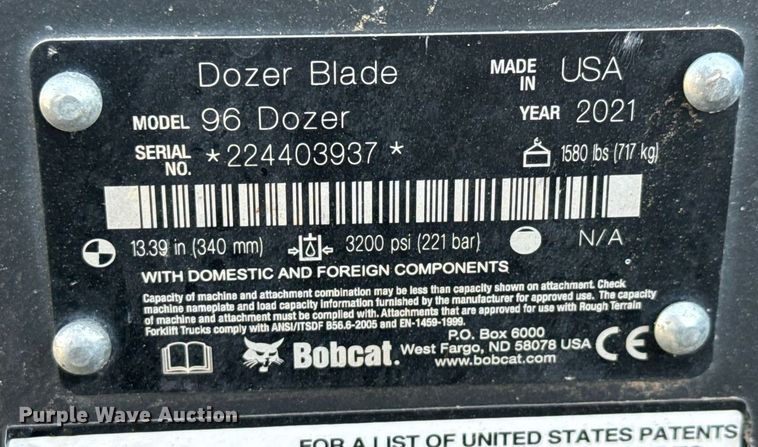 Dozer Blade MADE IN USA
MODEL 96 Dozer YEAR 2021
SERIAL NO. *224403937* 1580 lbs (717 kg)
13.39 in (340 mm) 3200 psi (221 bar) N/A
WITH DOMESTIC AND FOREIGN COMPONENTS
Capacity of machine and attachment combination may be less than capacity shown on attachment. Check
machine nameplate and load capacity information furnished by the manufacturer for approved use. The capacity
of machine and attachment must not be exceeded. Attachments that are approved for use with Rough Terrain
Forklift Trucks comply with ANSI/ITSDF B56.6-2005 and EN-1459-1999.
Bobcat.
P.O. Box 6000
West Fargo, ND 58078 USA
www.bobcat.com
CE
Purple Wave Auction
FOR A LIST OF UNITED STATES PATENTS